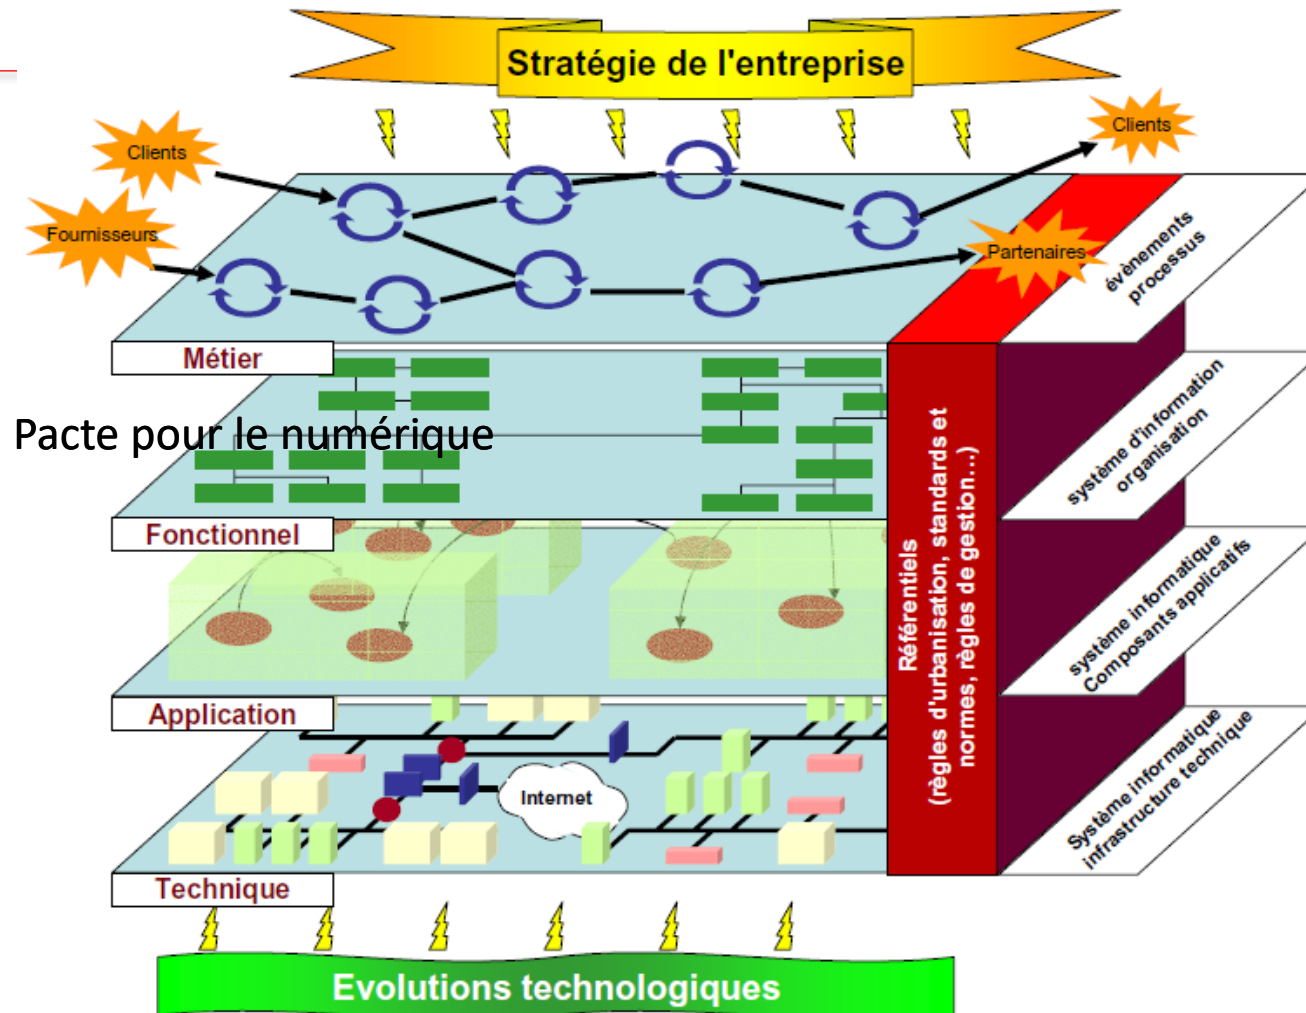 Stratégie de l'entreprise
Clients
Clients
Fournisseurs
Partenaires
évènements
processus
Métier
Pacte pour le numérique
système d'information
organisation
Fonctionnel
Référentiels
(règles d'urbanisation, standards et
normes, règles de gestion...)
système informatique
Composants applicatifs
Application
Internet
Système informatique
infrastructure technique
Technique
Evolutions technologiques